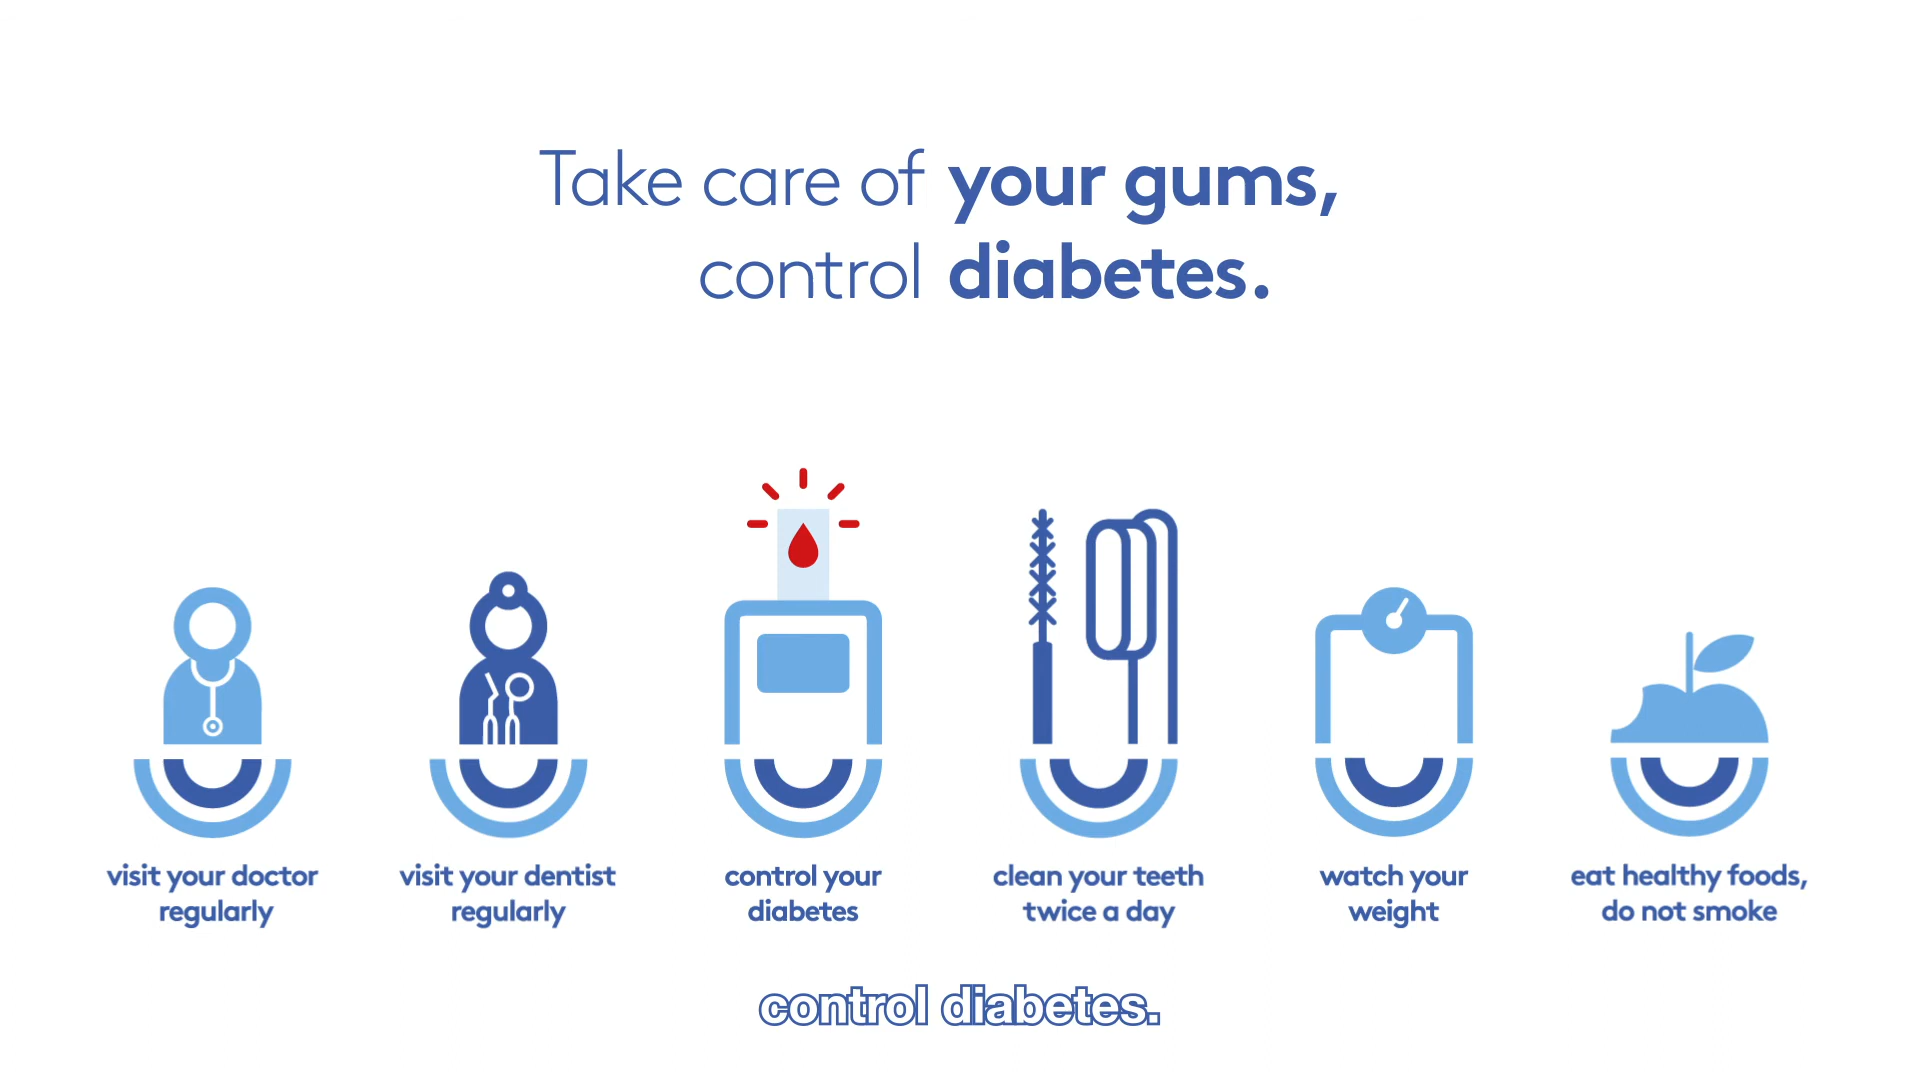 Take care of your gums,
control diabetes.
visit your doctor
regularly
visit your dentist
regularly
control your
diabetes
clean your teeth
twice a day
watch your
weight
eat healthy foods,
do not smoke
control diabetes.